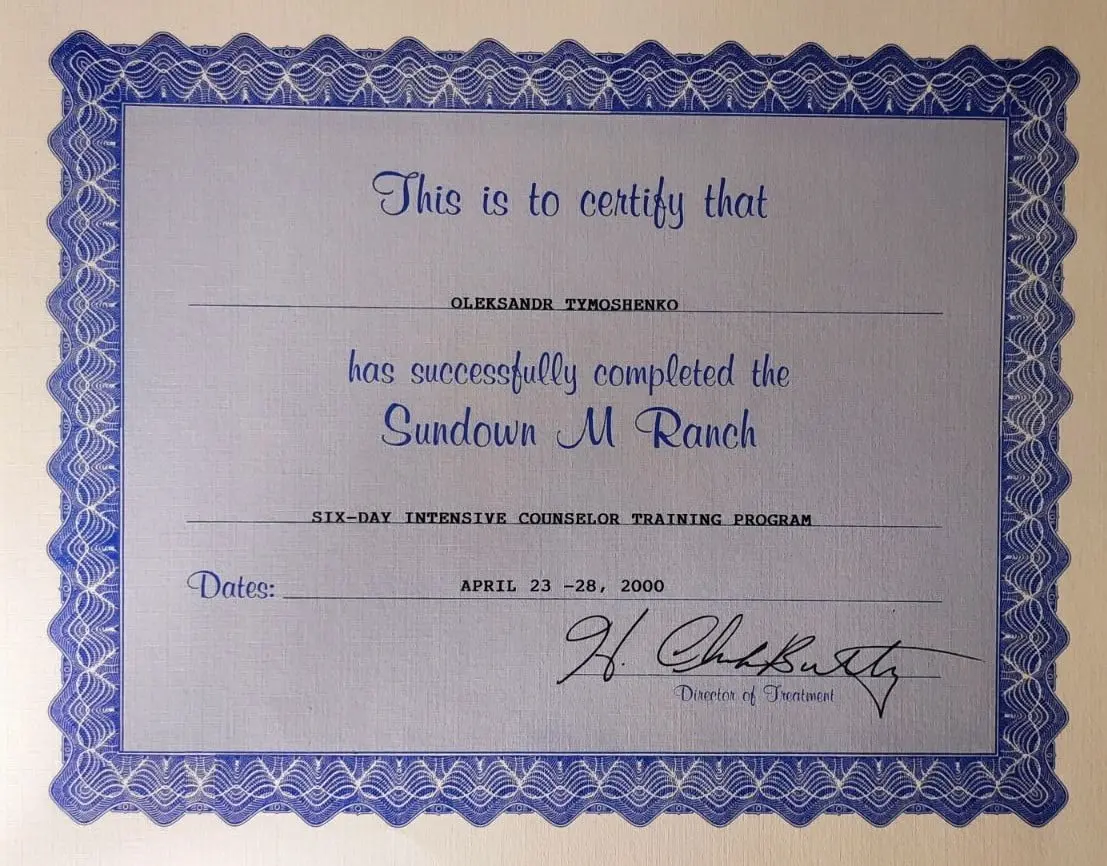 This is to certify that
OLEKSANDR TYMOSHENKO
has successfully completed the
Sundown M Ranch
SIX-DAY INTENSIVE COUNSELOR TRAINING PROGRAM
Dates: APRIL 23 -28, 2000
H.
Director of Treatment